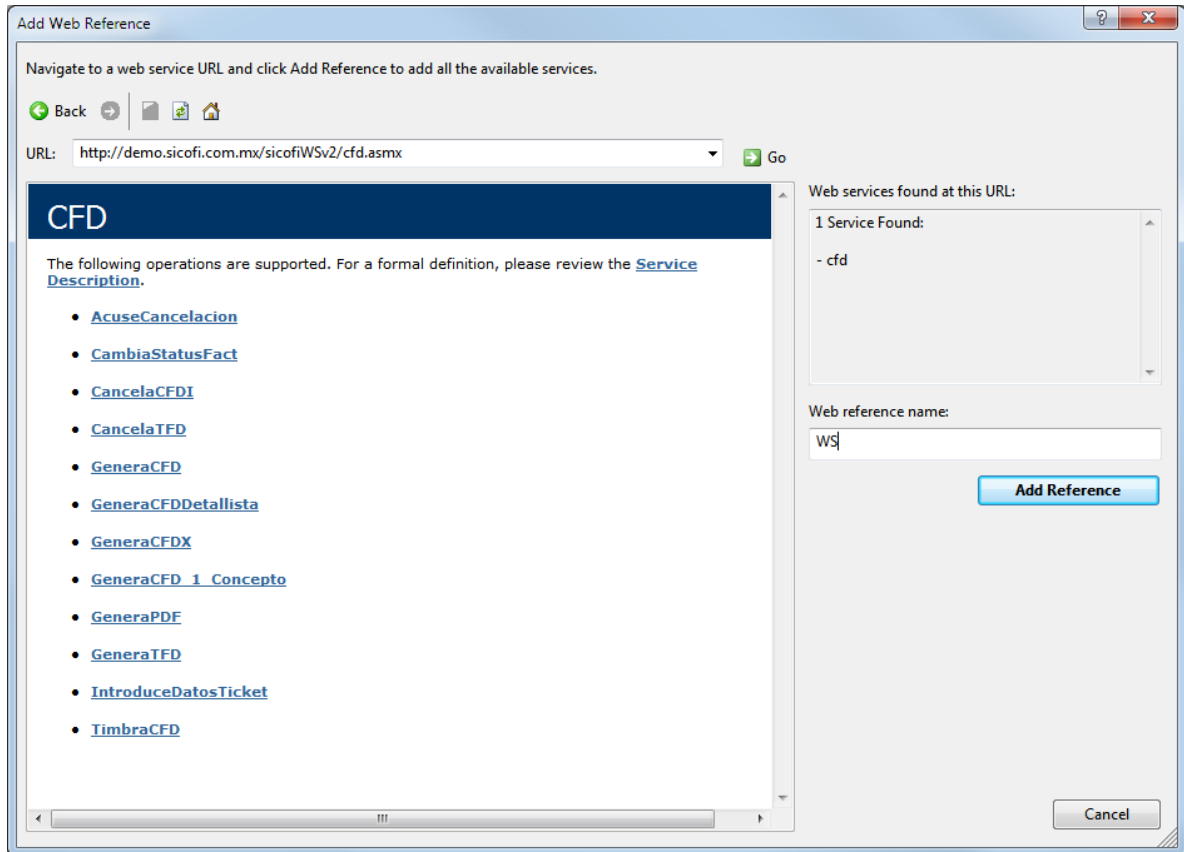 Add Web Reference
Navigate to a web service URL and click Add Reference to add all the available services.
Back
URL: http://demo.sicofi.com.mx/sicofiWSv2/cfd.asmx Go
CFD
The following operations are supported. For a formal definition, please review the Service
Description.
• AcuseCancelacion
• CambiaStatusFact
• CancelaCFDI
• CancelaTFD
• GeneraCFD
• GeneraCFDDetallista
• GeneraCFDX
• GeneraCFD_1_Concepto
• GeneraPDF
• GeneraTFD
• IntroduceDatosTicket
• TimbraCFD
Web services found at this URL:
1 Service Found:
- cfd
Web reference name:
WS
Add Reference
Cancel